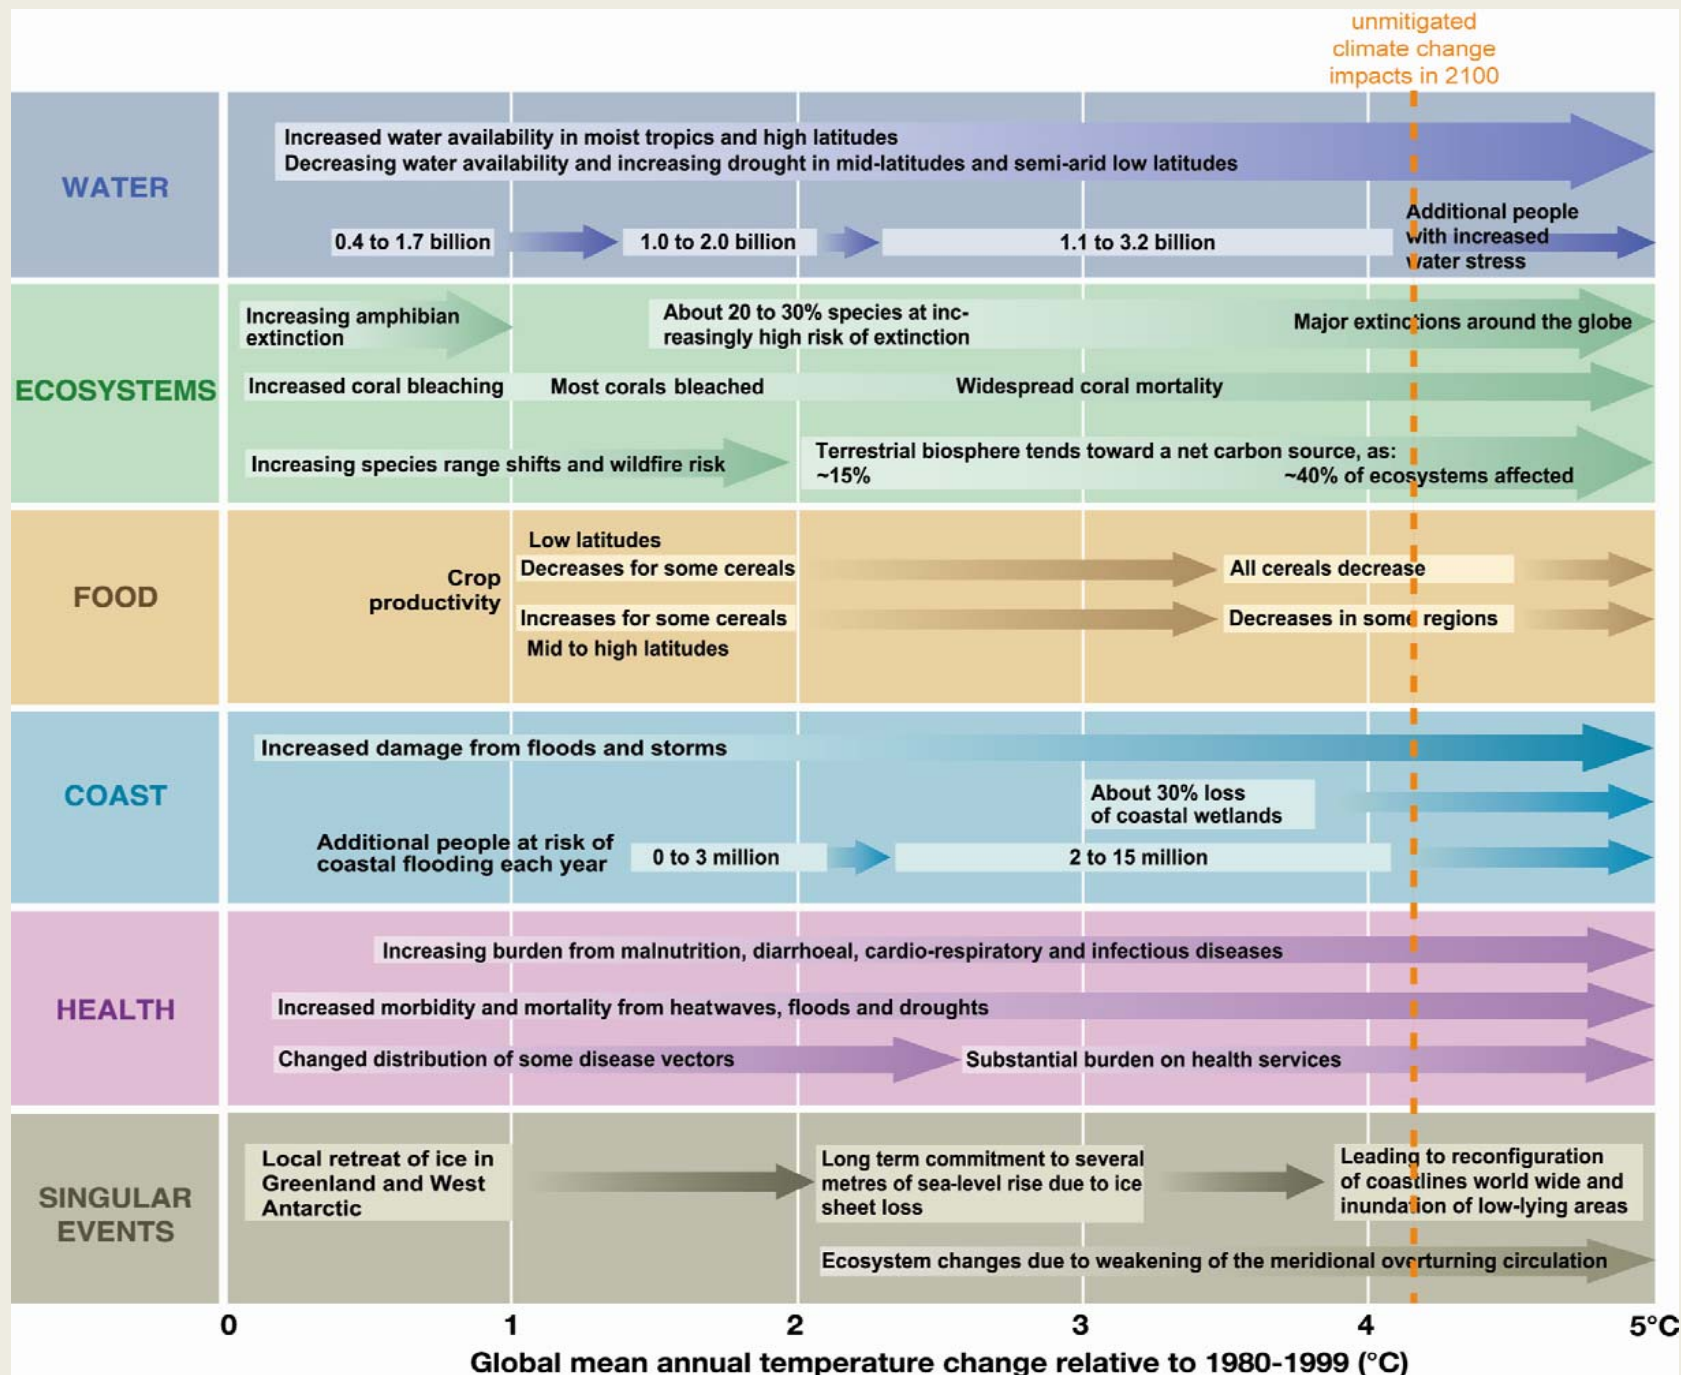 unmitigated
climate change
impacts in 2100
WATER
Increased water availability in moist tropics and high latitudes
Decreasing water availability and increasing drought in mid-latitudes and semi-arid low latitudes
0.4 to 1.7 billion
1.0 to 2.0 billion
1.1 to 3.2 billion
Additional people
with increased
water stress
ECOSYSTEMS
Increasing amphibian
extinction
About 20 to 30% species at inc-
reasingly high risk of extinction
Major extinctions around the globe
Increased coral bleaching
Most corals bleached
Widespread coral mortality
Increasing species range shifts and wildfire risk
Terrestrial biosphere tends toward a net carbon source, as:
~15%
~40% of ecosystems affected
FOOD
Crop
productivity
Low latitudes
Decreases for some cereals
All cereals decrease
Increases for some cereals
Decreases in some regions
Mid to high latitudes
COAST
Increased damage from floods and storms
About 30% loss
of coastal wetlands
Additional people at risk of
coastal flooding each year
0 to 3 million
2 to 15 million
HEALTH
Increasing burden from malnutrition, diarrhoeal, cardio-respiratory and infectious diseases
Increased morbidity and mortality from heatwaves, floods and droughts
Changed distribution of some disease vectors
Substantial burden on health services
SINGULAR
EVENTS
Local retreat of ice in
Greenland and West
Antarctic
Long term commitment to several
metres of sea-level rise due to ice
sheet loss
Leading to reconfiguration
of coastlines world wide and
inundation of low-lying areas
Ecosystem changes due to weakening of the meridional overturning circulation
0 1 2 3 4 5°C
Global mean annual temperature change relative to 1980-1999 (°C)